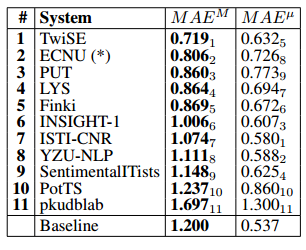 # System MAE^M MAE^μ
1 TwiSE 0.719_1 0.632_5
2 ECNU (*) 0.806_2 0.726_8
3 PUT 0.860_3 0.773_9
4 LYS 0.864_4 0.694_7
5 Finki 0.869_5 0.672_6
6 INSIGHT-1 1.006_6 0.607_3
7 ISTI-CNR 1.074_7 0.580_1
8 YZU-NLP 1.111_8 0.588_2
9 SentimentalITists 1.148_9 0.625_4
10 PotTS 1.237_10 0.860_10
11 pkudblab 1.697_11 1.300_11
Baseline 1.200 0.537